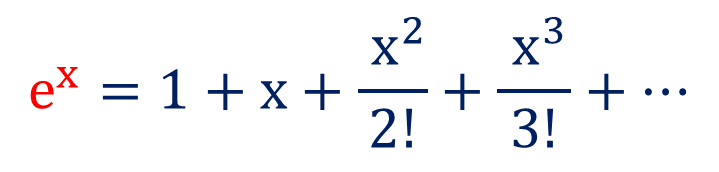 eˣ = 1 + x + x²/2! + x³/3! + ⋯